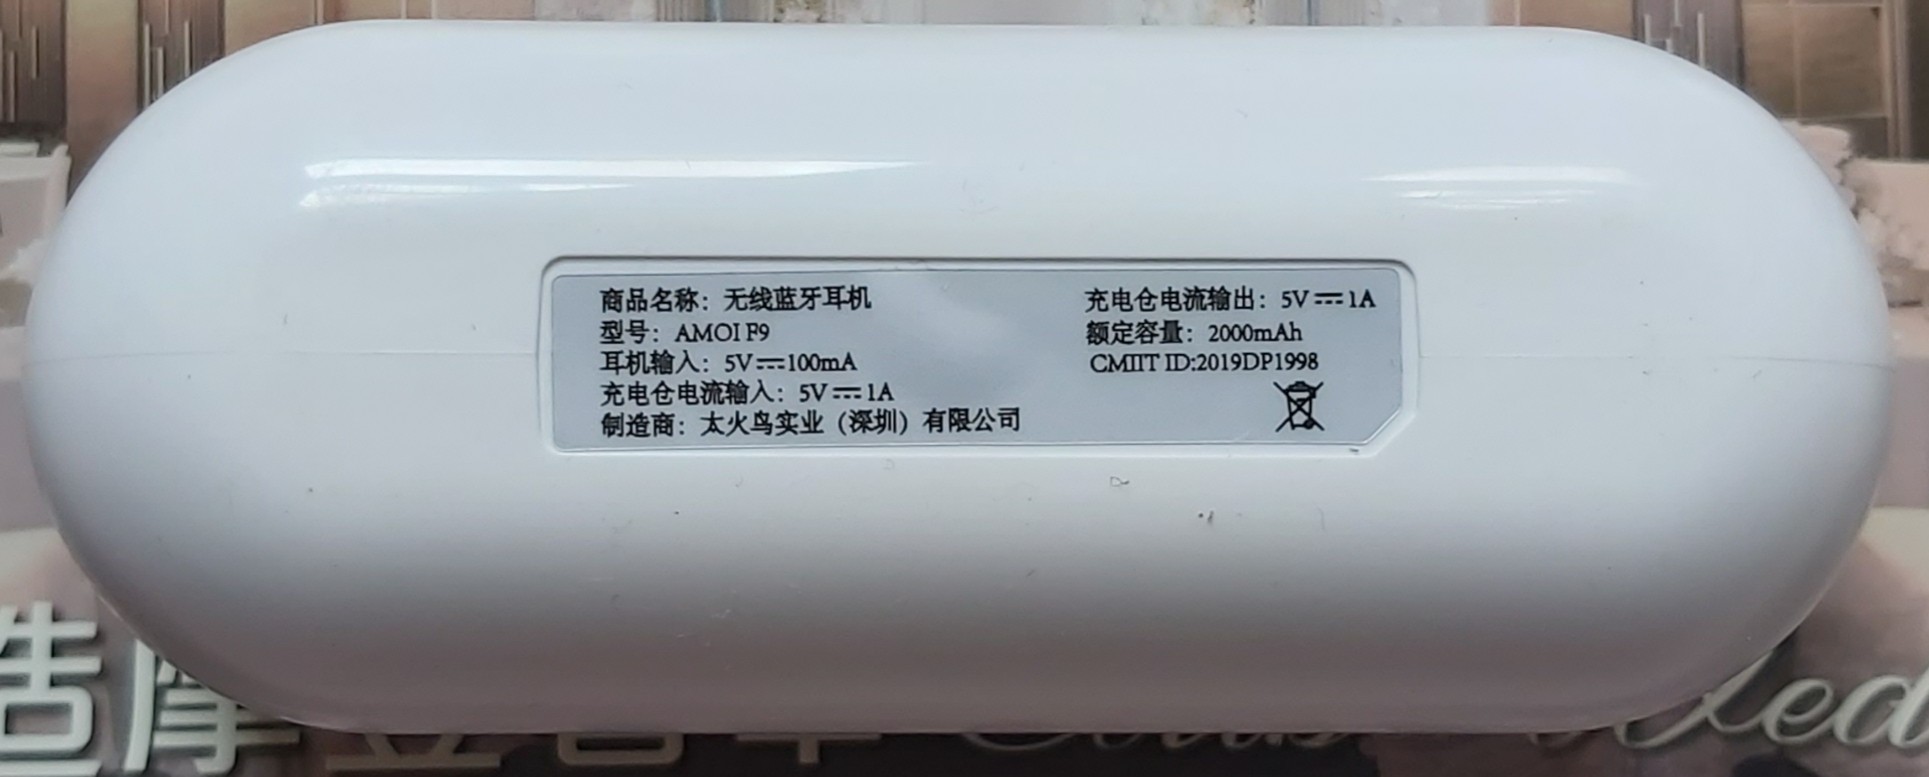 商品名称：无线蓝牙耳机
型号：AMOI F9
耳机输入：5V⎓100mA
充电仓电流输入：5V⎓1A
制造商：太火鸟实业（深圳）有限公司
充电仓电流输出：5V⎓1A
额定容量：2000mAh
CMIIT ID:2019DP1998
造摩